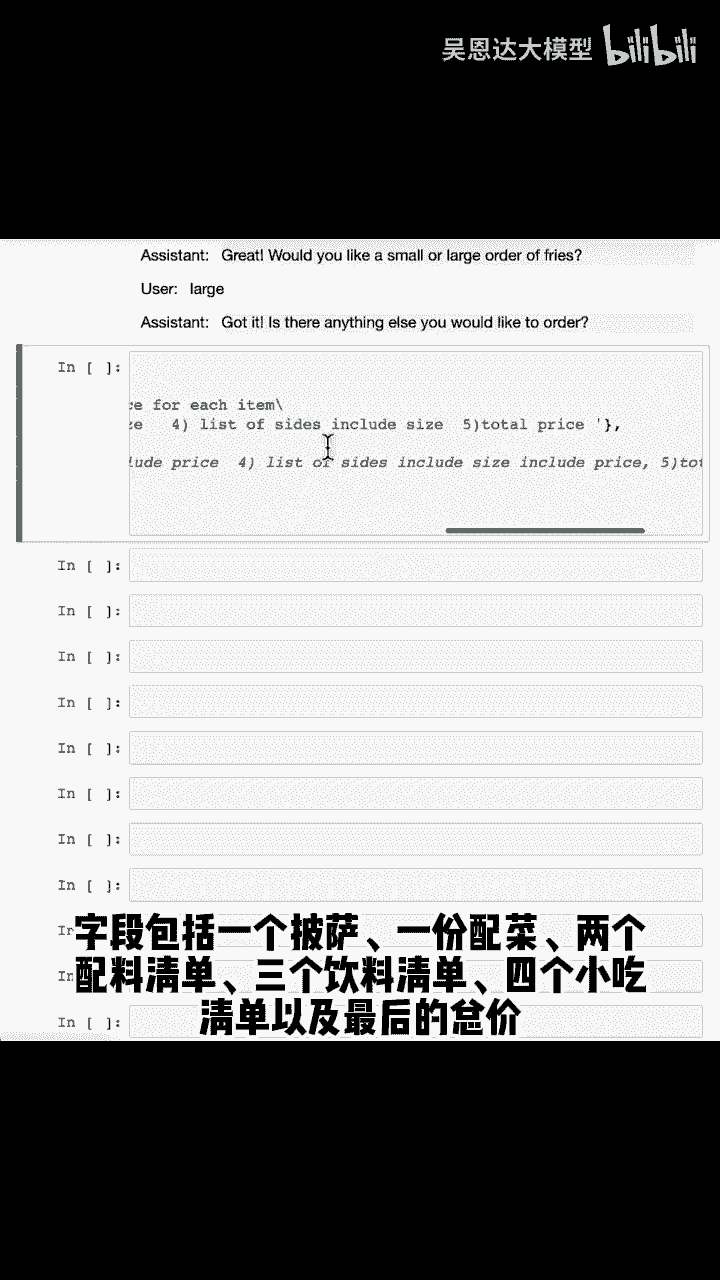 吴恩达大模型 bilibili
Assistant: Great! Would you like a small or large order of fries?
User: large
Assistant: Got it! Is there anything else you would like to order?
In [ ]:
re for each item\
ze 4) list of sides include size 5)total price '},
lude price 4) list of sides include size include price, 5)tot
In [ ]:
In [ ]:
In [ ]:
In [ ]:
In [ ]:
In [ ]:
In [ ]:
In [ ]:
字段包括一个披萨、一份配菜、两个
配料清单、三个饮料清单、四个小吃
In [ ]:
清单以及最后的总价